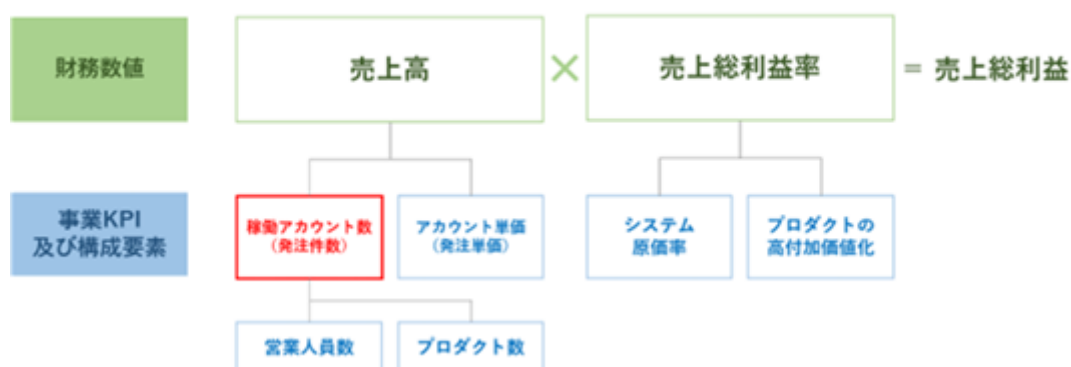 財務数値
売上高
×
売上総利益率
= 売上総利益
事業KPI
及び構成要素
稼働アカウント数
(発注件数)
アカウント単価
(発注単価)
システム
原価率
プロダクトの
高付加価値化
営業人員数
プロダクト数